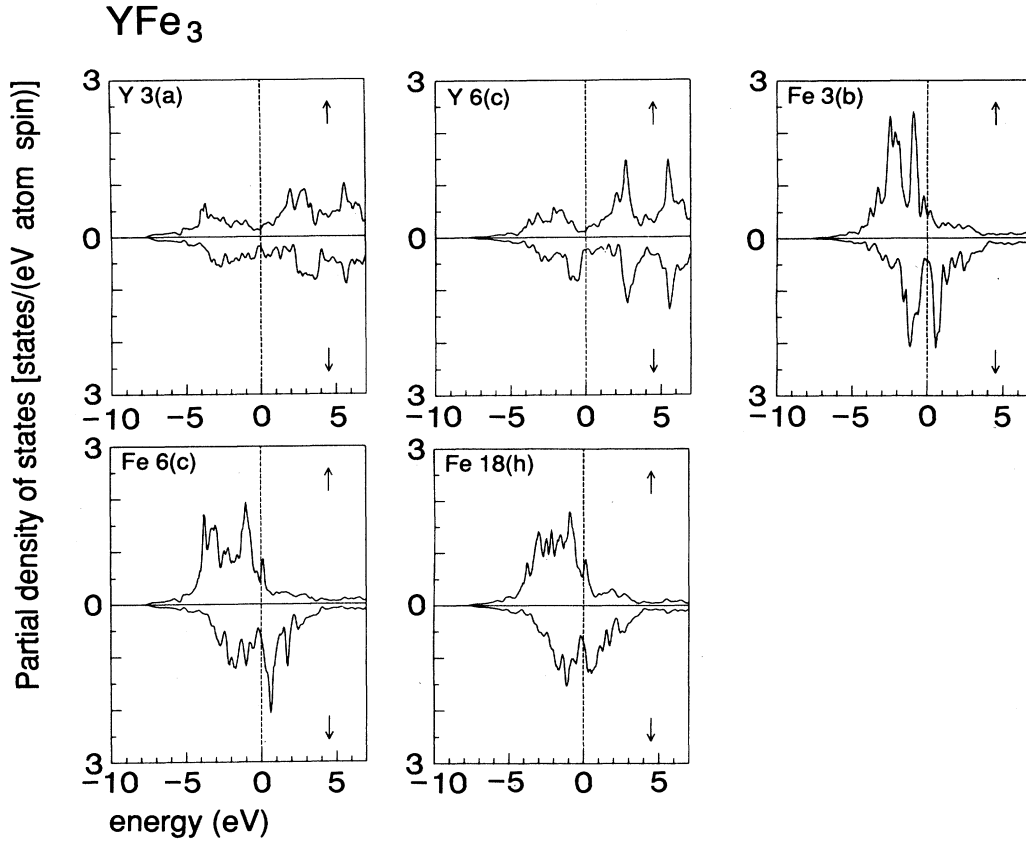 YFe3
Partial density of states [states/(eV atom spin)]
3
Y 3(a)
↑
0
↓
3
−10 −5 0 5
3
Y 6(c)
↑
0
↓
3
−10 −5 0 5
3
Fe 3(b)
↑
0
↓
3
−10 −5 0 5
3
Fe 6(c)
↑
0
↓
3
−10 −5 0 5
3
Fe 18(h)
↑
0
↓
3
−10 −5 0 5
energy (eV)